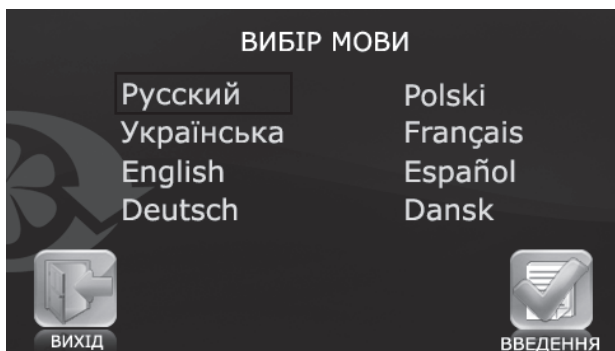 ВИБІР МОВИ
Русский
Українська
English
Deutsch
Polski
Français
Español
Dansk
ВИХІД
ВВЕДЕННЯ